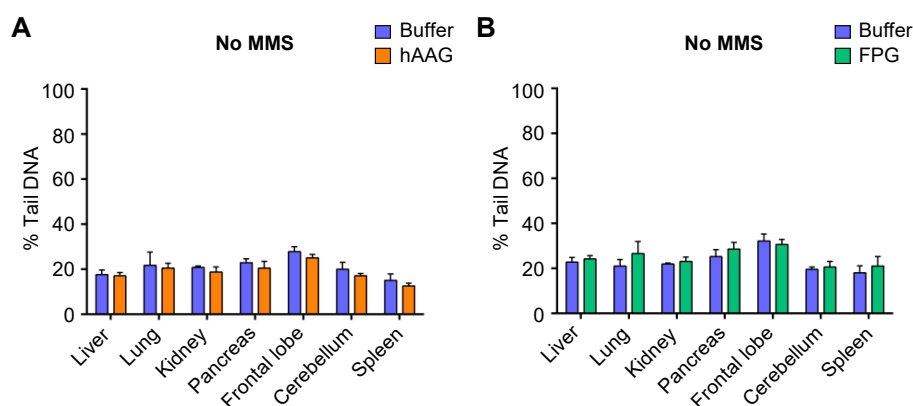 A
No MMS
Buffer
hAAG
% Tail DNA
100
80
60
40
20
0
Liver
Lung
Kidney
Pancreas
Frontal lobe
Cerebellum
Spleen
B
No MMS
Buffer
FPG
% Tail DNA
100
80
60
40
20
0
Liver
Lung
Kidney
Pancreas
Frontal lobe
Cerebellum
Spleen